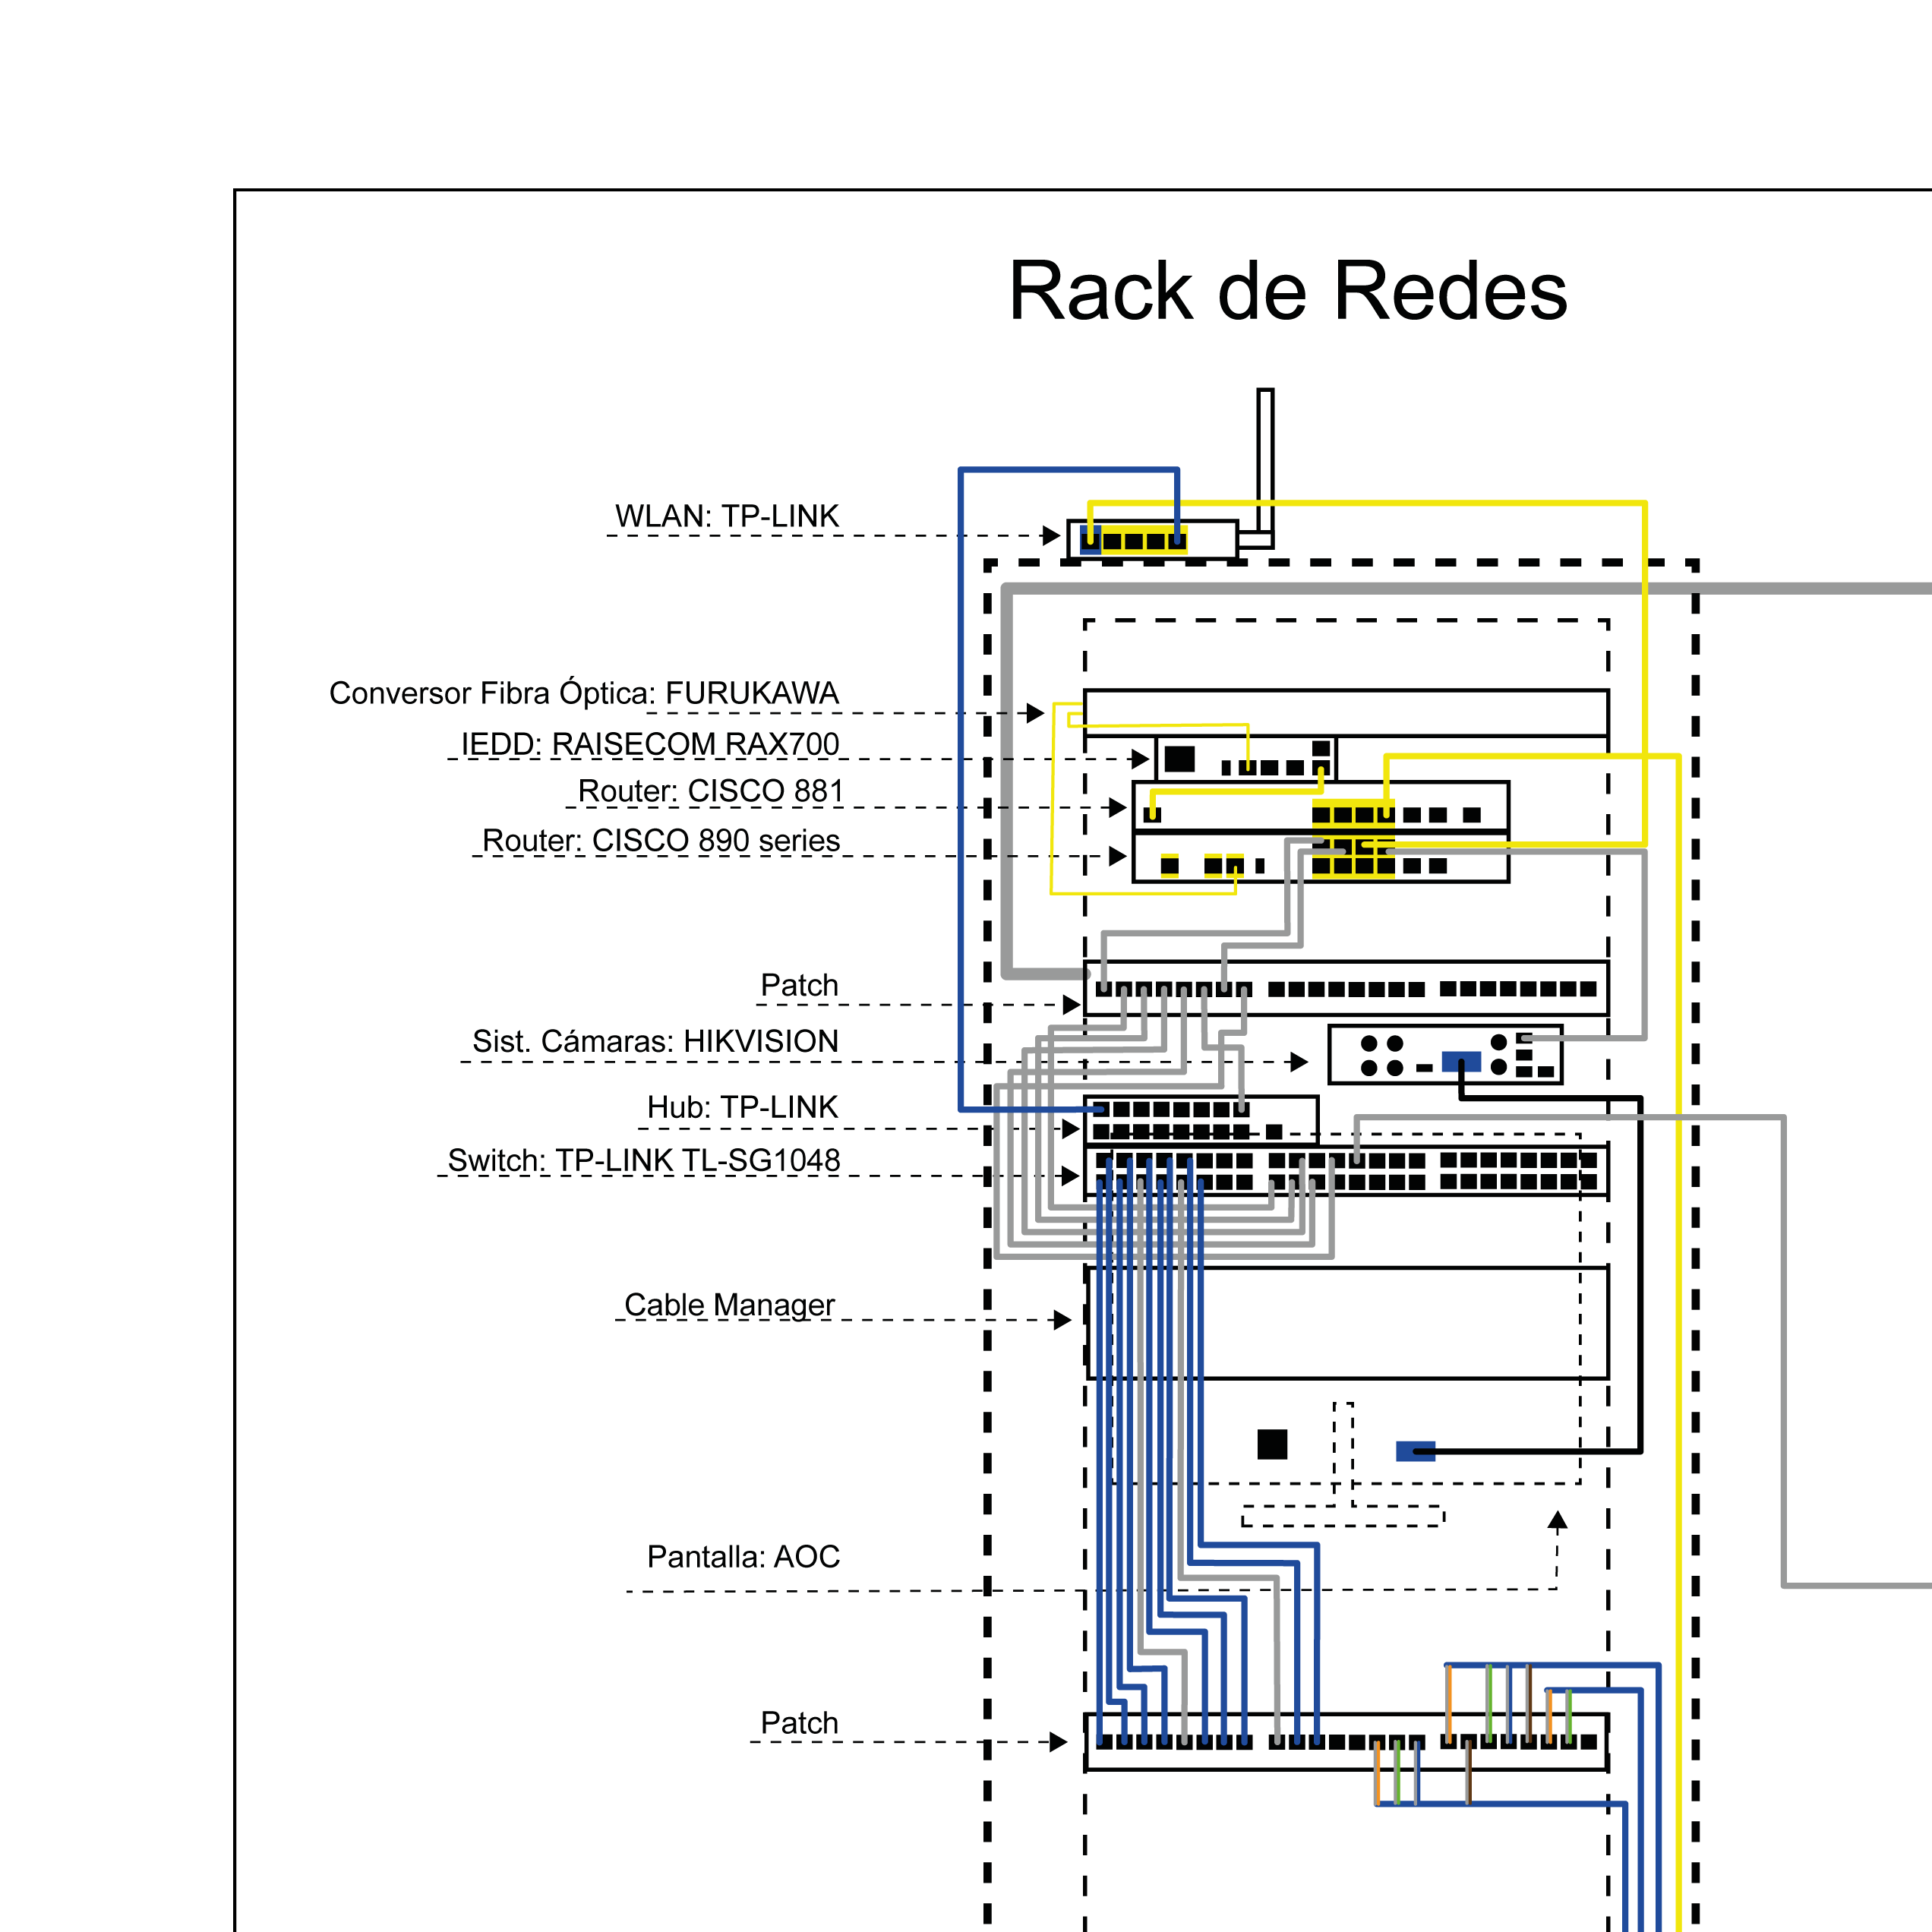 Rack de Redes
WLAN: TP-LINK
Conversor Fibra Óptica: FURUKAWA
IEDD: RAISECOM RAX700
Router: CISCO 881
Router: CISCO 890 series
Patch
Sist. Cámaras: HIKVISION
Hub: TP-LINK
Switch: TP-LINK TL-SG1048
Cable Manager
Pantalla: AOC
Patch